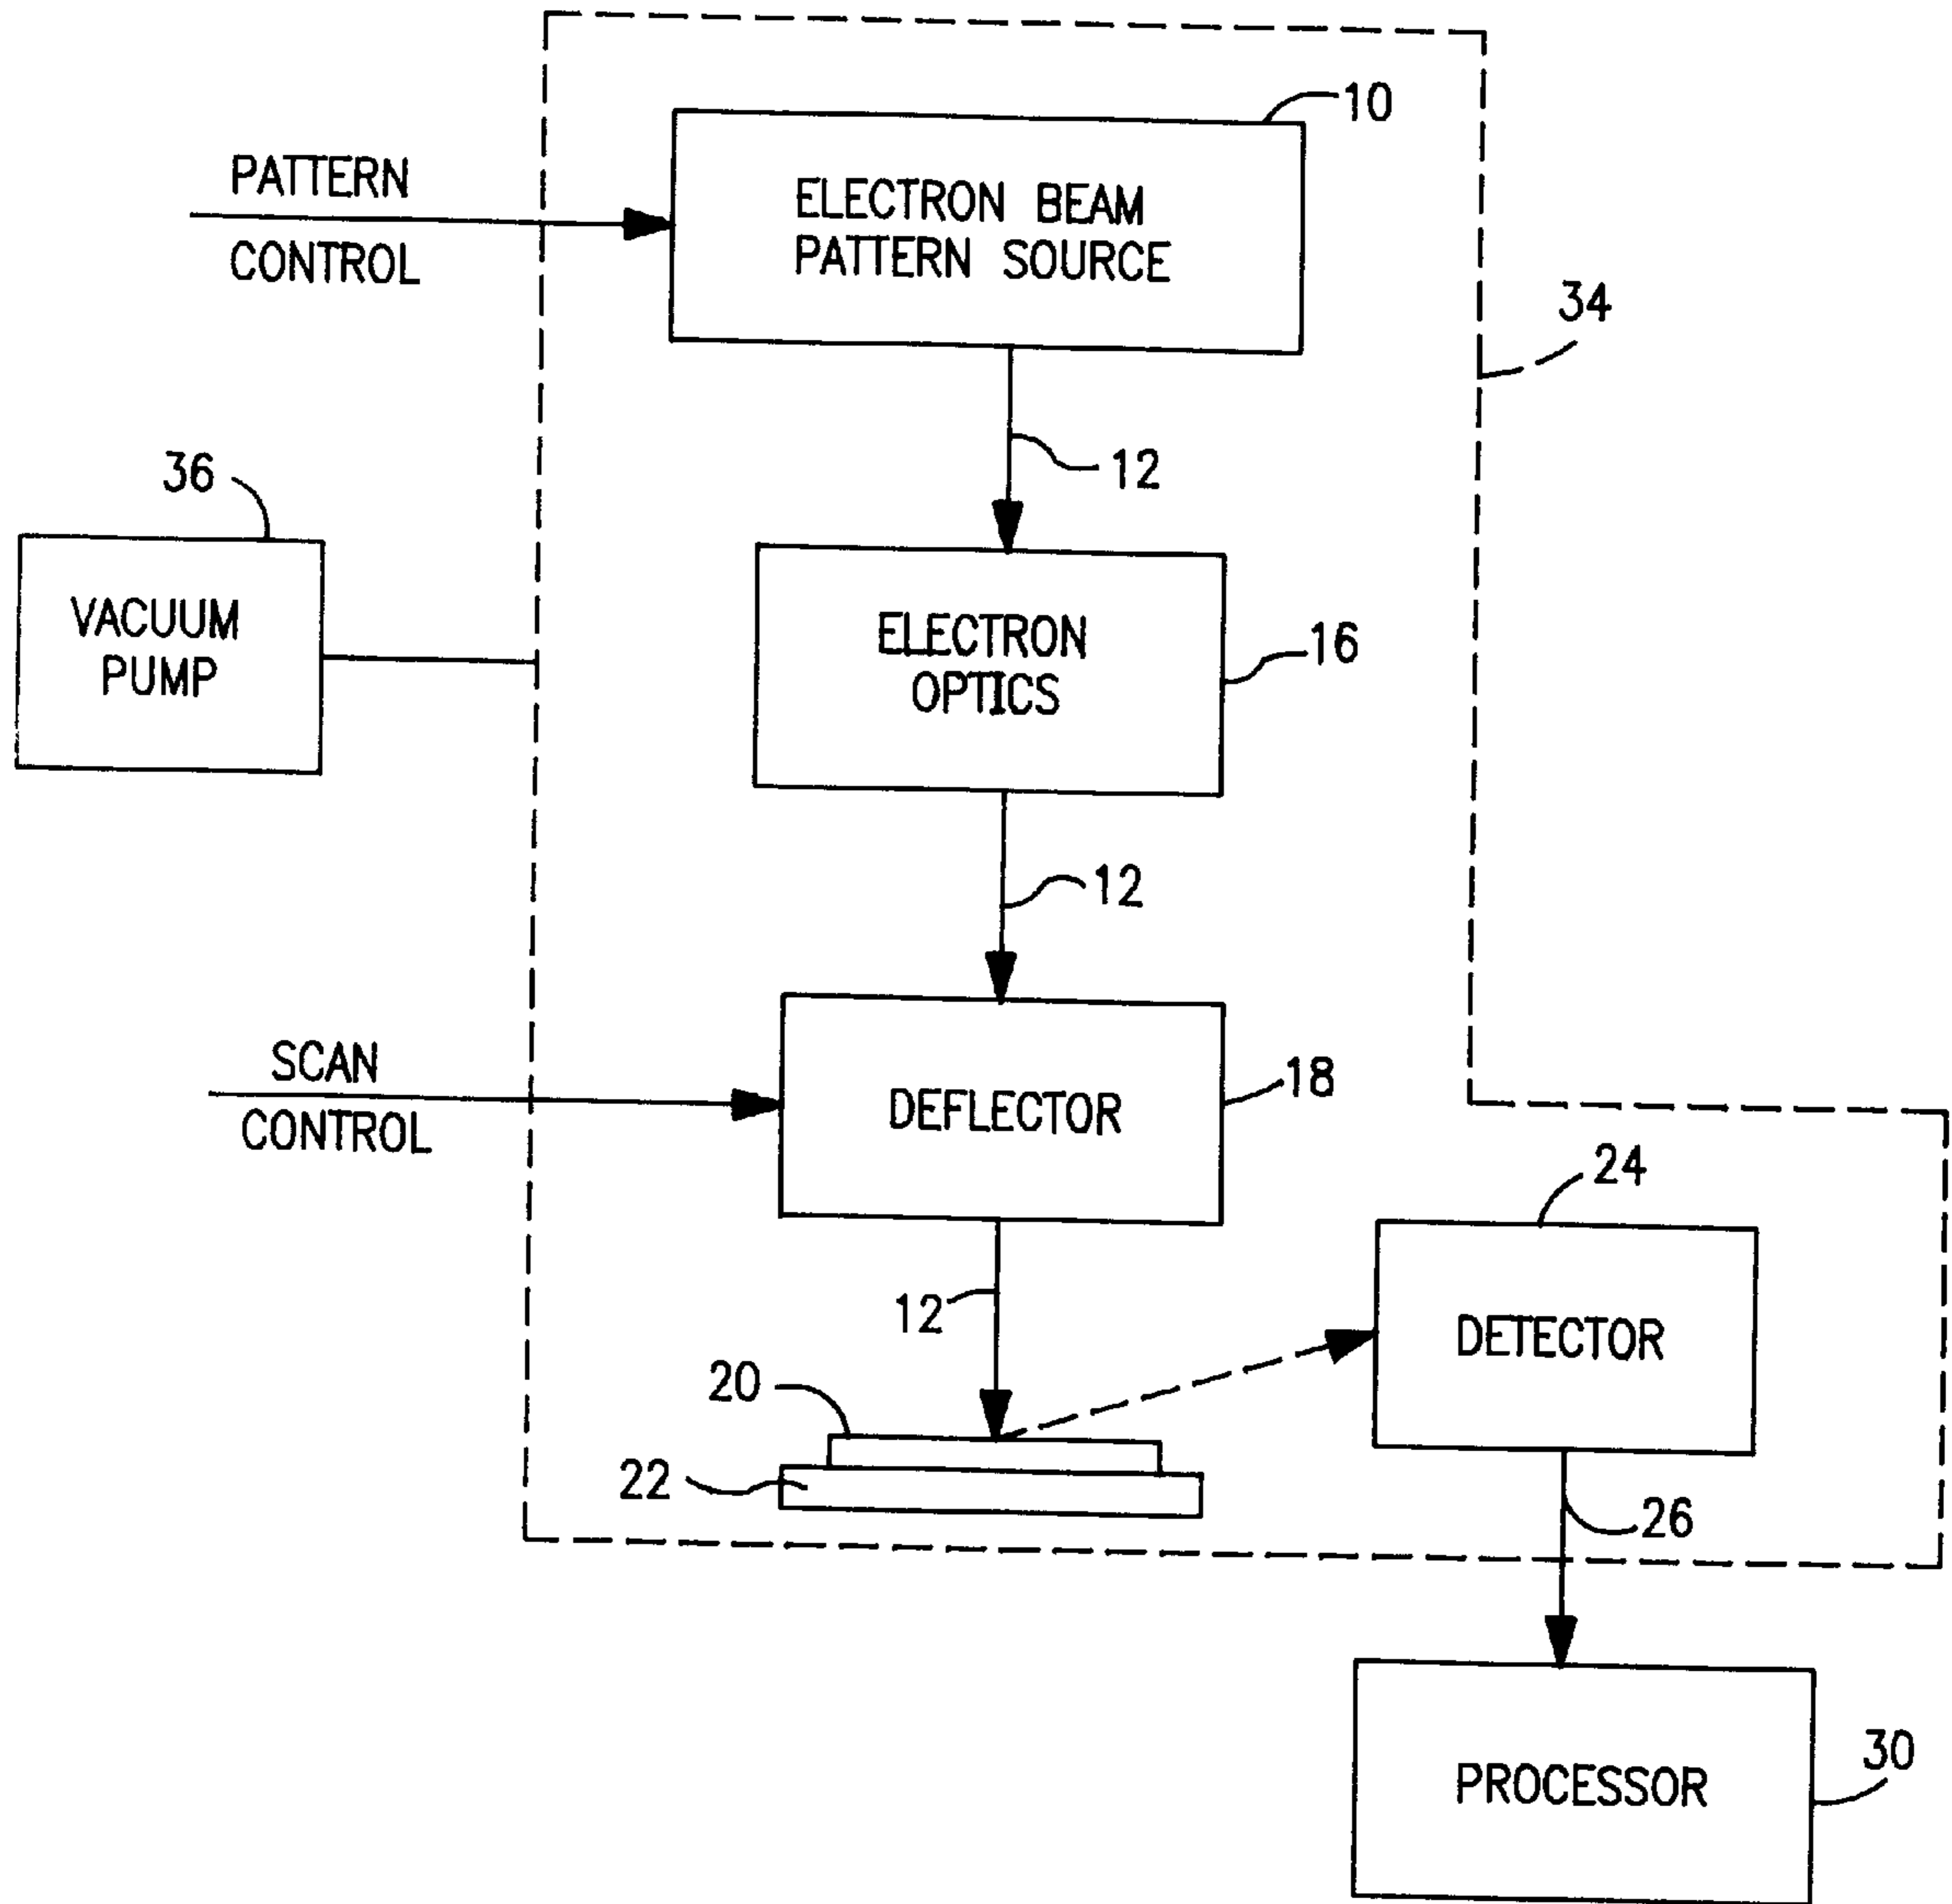 10
PATTERN
CONTROL
ELECTRON BEAM
PATTERN SOURCE
34
12
36
VACUUM
PUMP
ELECTRON
OPTICS
16
12
SCAN
CONTROL
DEFLECTOR
18
24
12
DETECTOR
20
22
26
PROCESSOR
30